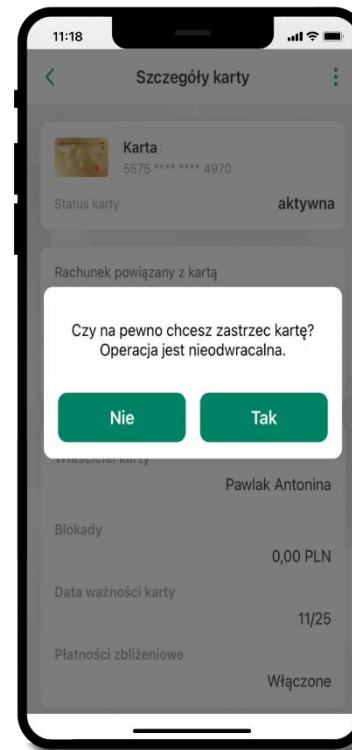 11:18
Szczegóły karty
Karta:
5575 **** **** 4970
Status karty
aktywna
Rachunek powiązany z kartą
Czy na pewno chcesz zastrzec kartę?
Operacja jest nieodwracalna.
Nie
Tak
Właściciel karty
Pawlak Antonina
Blokady
0,00 PLN
Data ważności karty
11/25
Płatności zbliżeniowe
Włączone